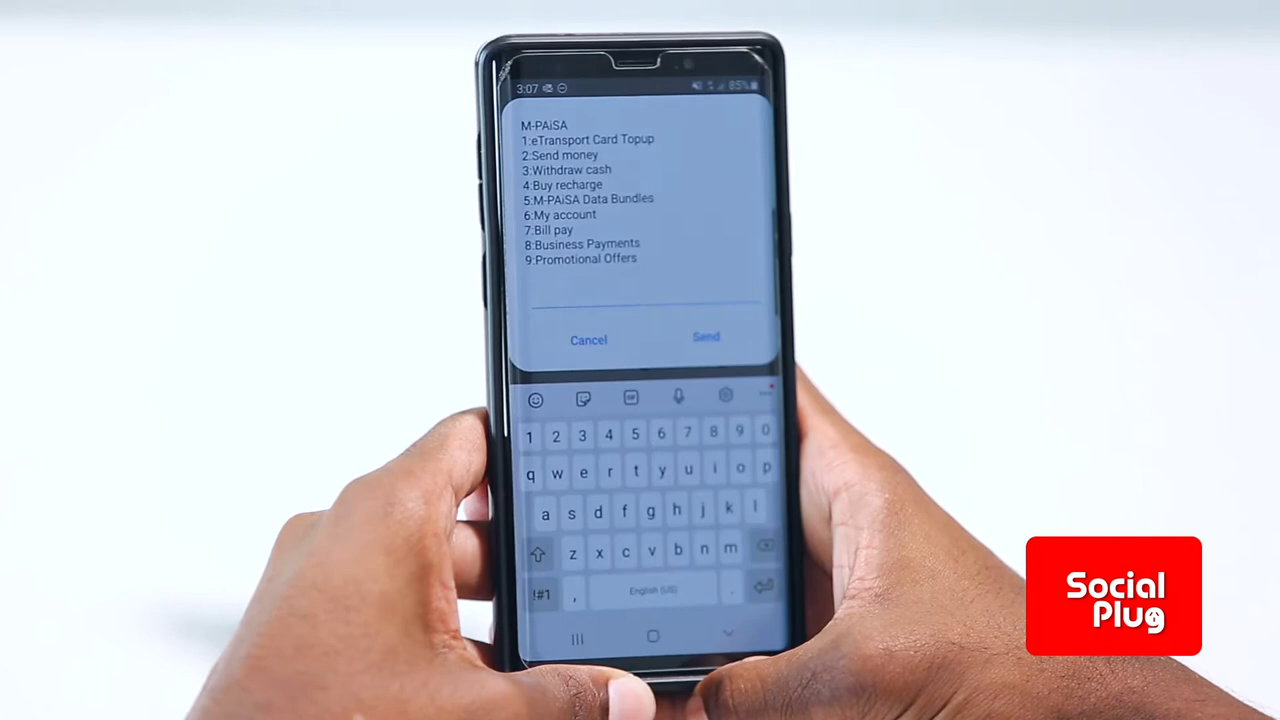 3:07
85%
M-PAiSA
1:eTransport Card Topup
2:Send money
3:Withdraw cash
4:Buy recharge
5:M-PAiSA Data Bundles
6:My account
7:Bill pay
8:Business Payments
9:Promotional Offers
Cancel Send
GIF
1 2 3 4 5 6 7 8 9 0
q w e r t y u i o p
a s d f g h j k l
z x c v b n m
!#1 , English (US) .
Social
Plug